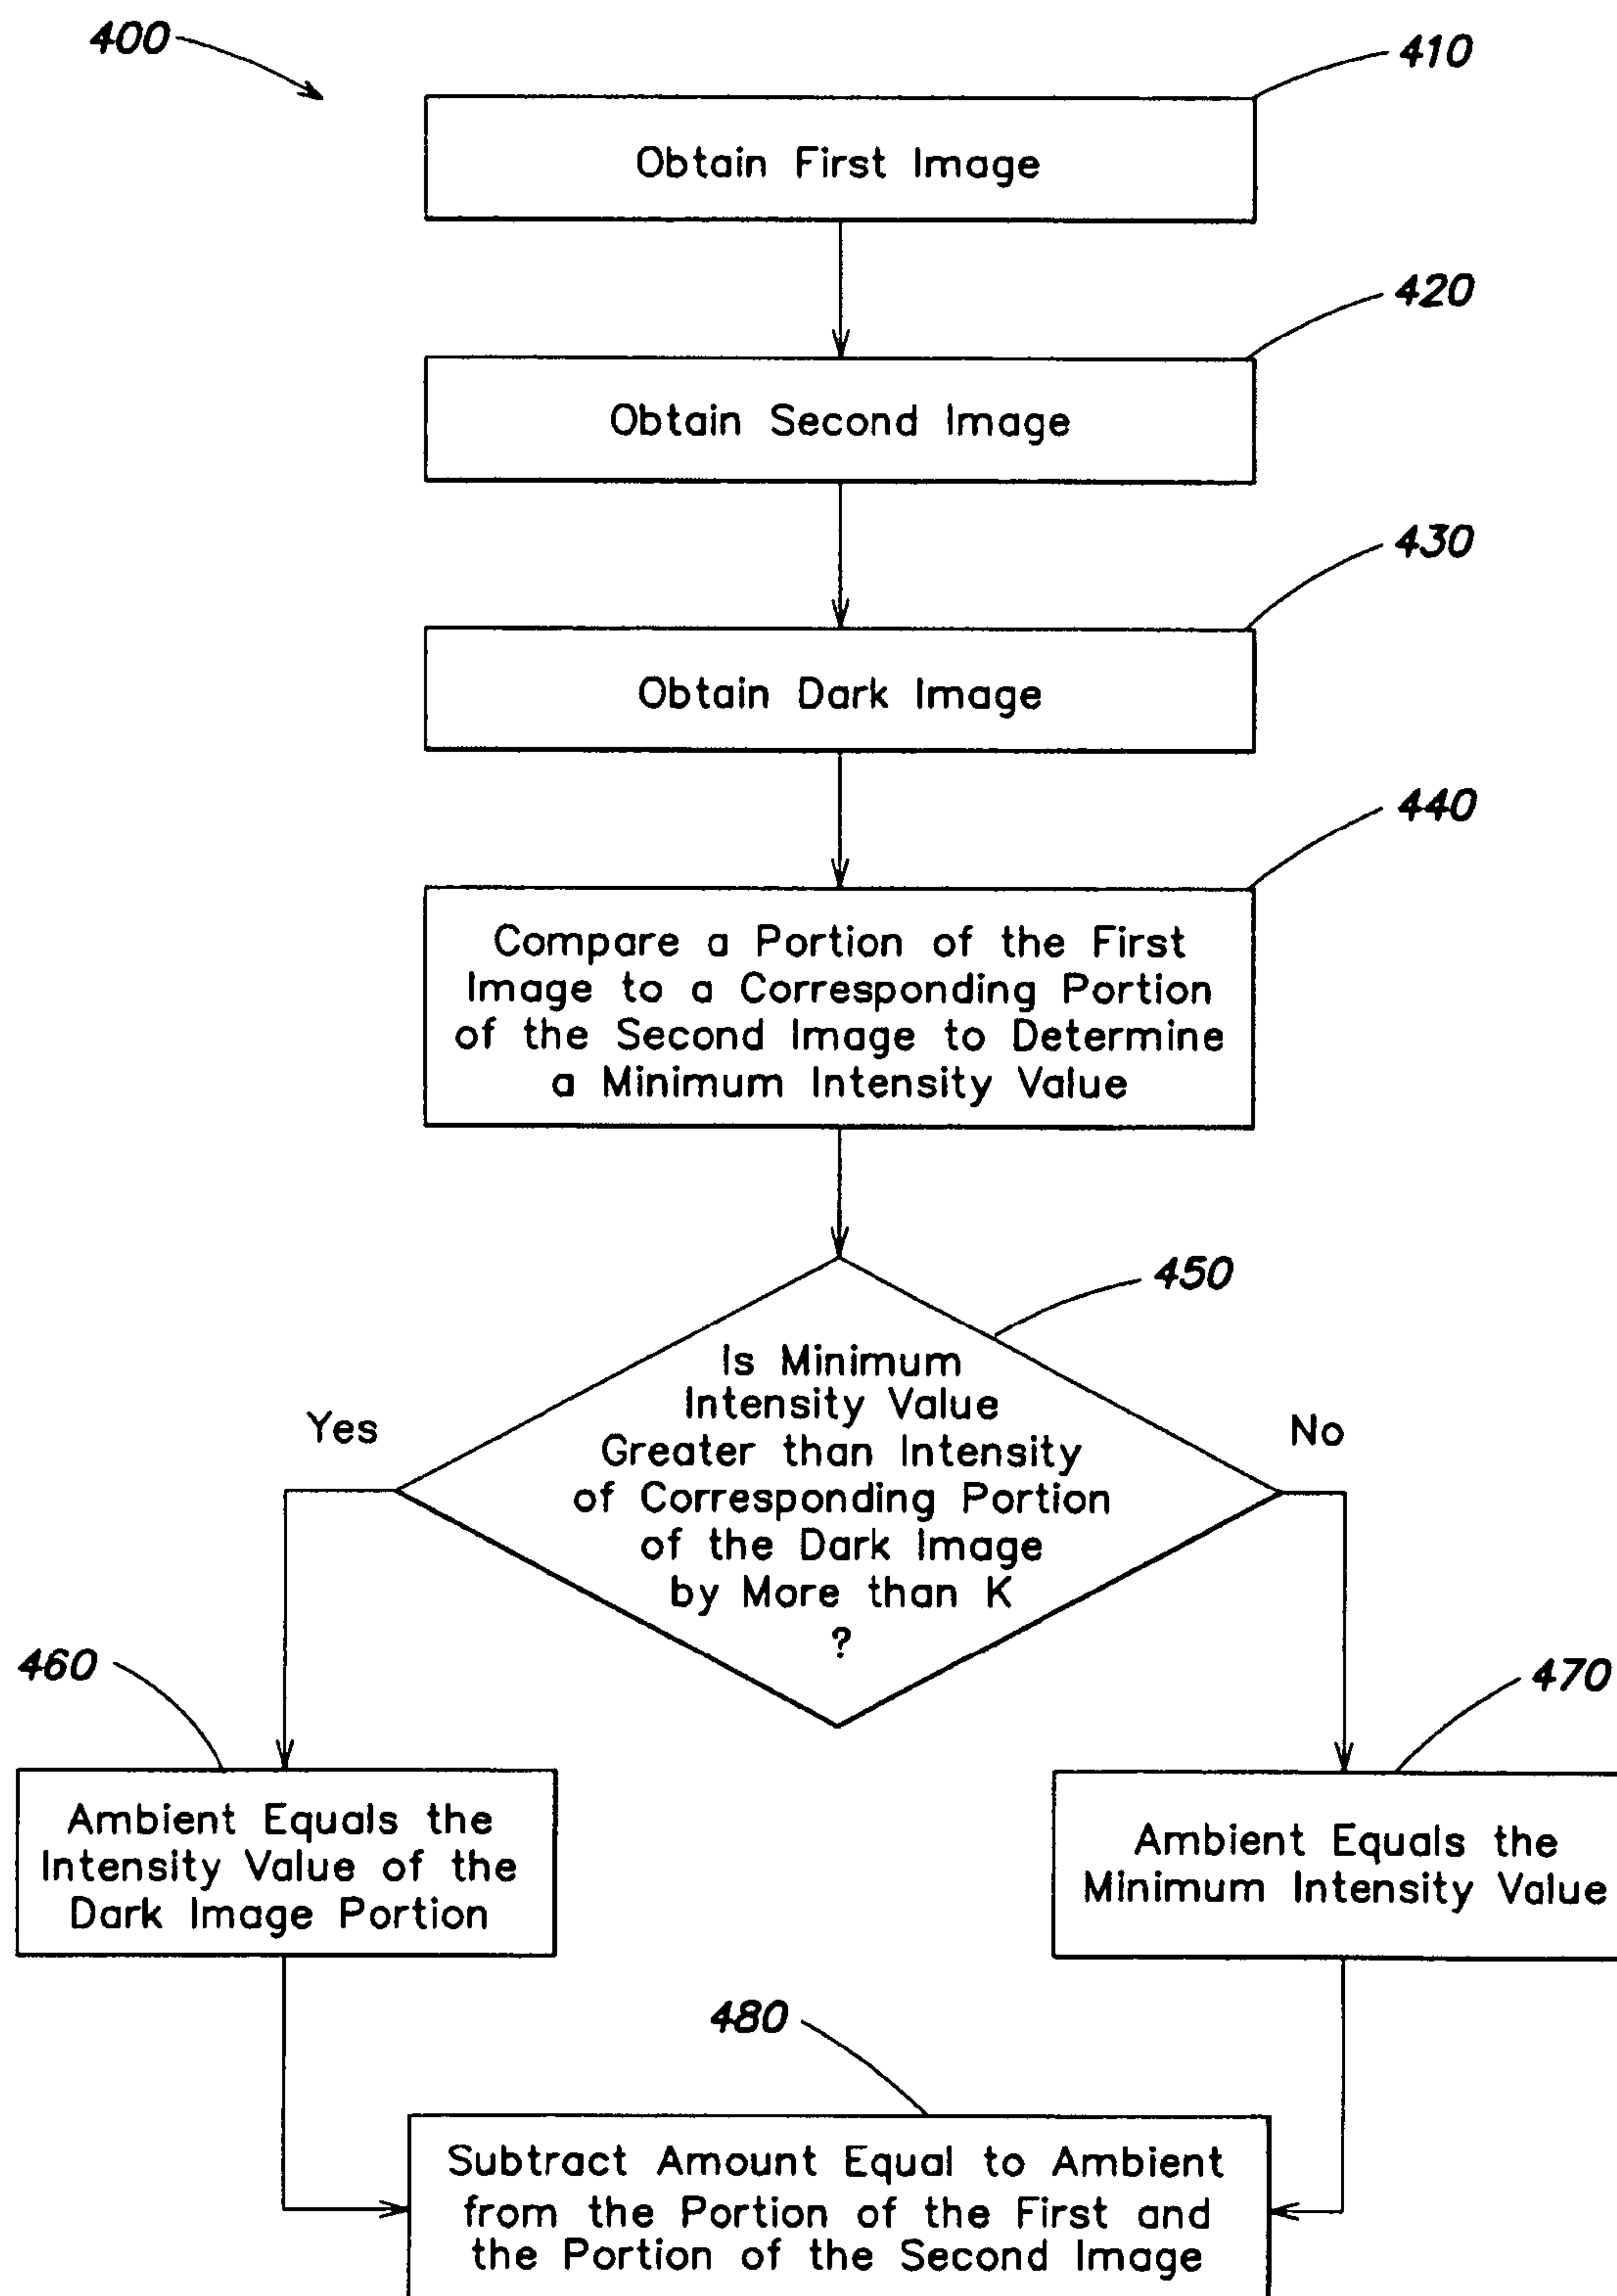 400
410
Obtain First Image
420
Obtain Second Image
430
Obtain Dark Image
440
Compare a Portion of the First
Image to a Corresponding Portion
of the Second Image to Determine
a Minimum Intensity Value
450
Is Minimum
Intensity Value
Greater than Intensity
of Corresponding Portion
of the Dark Image
by More than K
?
Yes
No
460
470
Ambient Equals the
Intensity Value of the
Dark Image Portion
Ambient Equals the
Minimum Intensity Value
480
Subtract Amount Equal to Ambient
from the Portion of the First and
the Portion of the Second Image